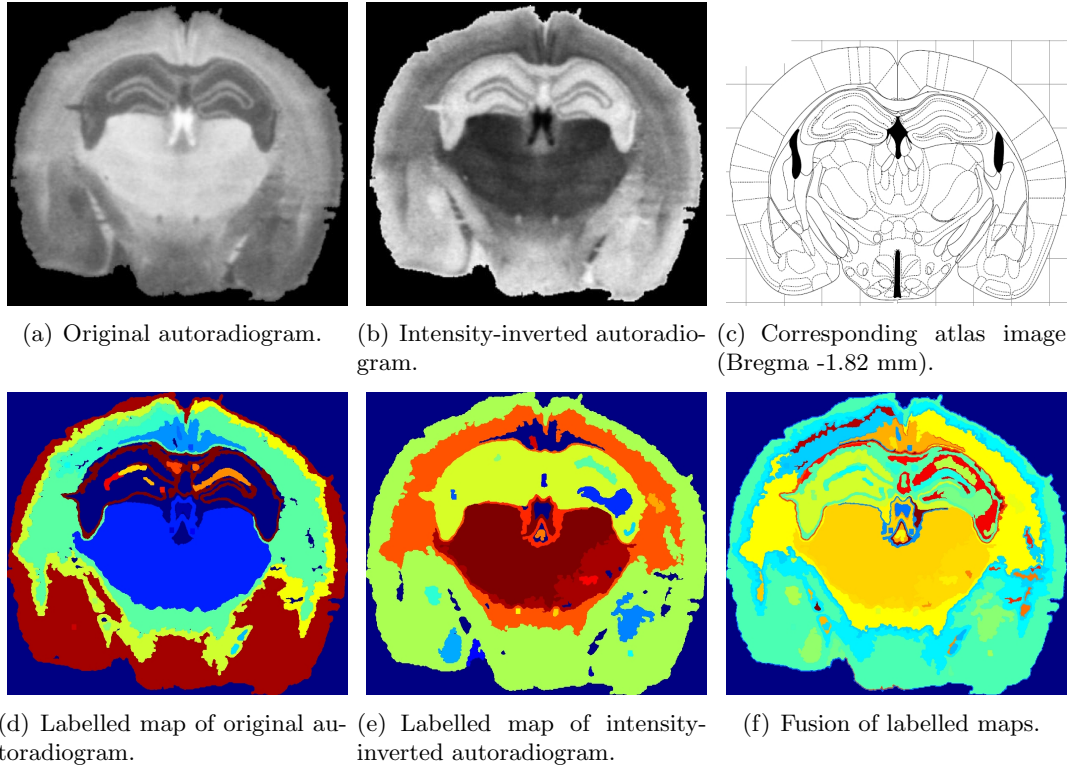 (a) Original autoradiogram.
(b) Intensity-inverted autoradio-
gram.
(c) Corresponding atlas image
(Bregma -1.82 mm).
(d) Labelled map of original au-
toradiogram.
(e) Labelled map of intensity-
inverted autoradiogram.
(f) Fusion of labelled maps.